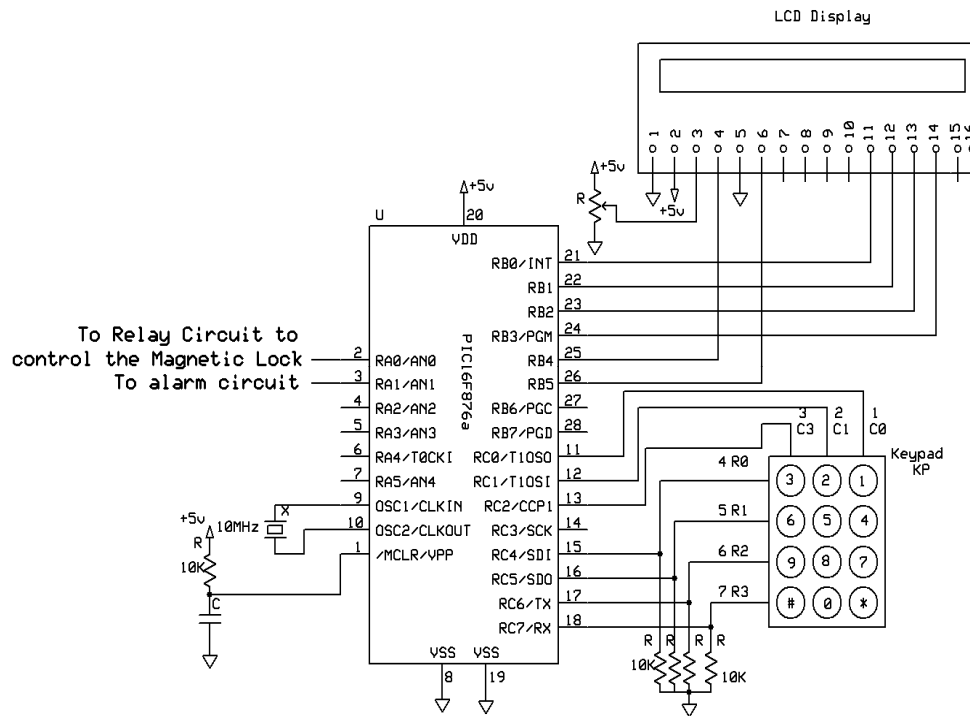 LCD Display
1 2 3 4 5 6 7 8 9 10 11 12 13 14 15 16
+5v
R
+5v
+5v
U
20
VDD
PIC16F876a
RB0/INT 21
RB1 22
RB2 23
RB3/PGM 24
RB4 25
RB5 26
RB6/PGC 27
RB7/PGD 28
RC0/T1OSO 11
RC1/T1OSI 12
RC2/CCP1 13
RC3/SCK 14
RC4/SDI 15
RC5/SDO 16
RC6/TX 17
RC7/RX 18
To Relay Circuit to
control the Magnetic Lock
To alarm circuit
2 RA0/AN0
3 RA1/AN1
4 RA2/AN2
5 RA3/AN3
6 RA4/T0CKI
7 RA5/AN4
9 OSC1/CLKIN
10 OSC2/CLKOUT
1 /MCLR/VPP
X
10MHz
+5v
R
10K
C
VSS VSS
8 19
3 2 1
C3 C1 C0
Keypad
KP
4 R0
5 R1
6 R2
7 R3
3 2 1
6 5 4
9 8 7
# 0 *
R R R R
10K 10K